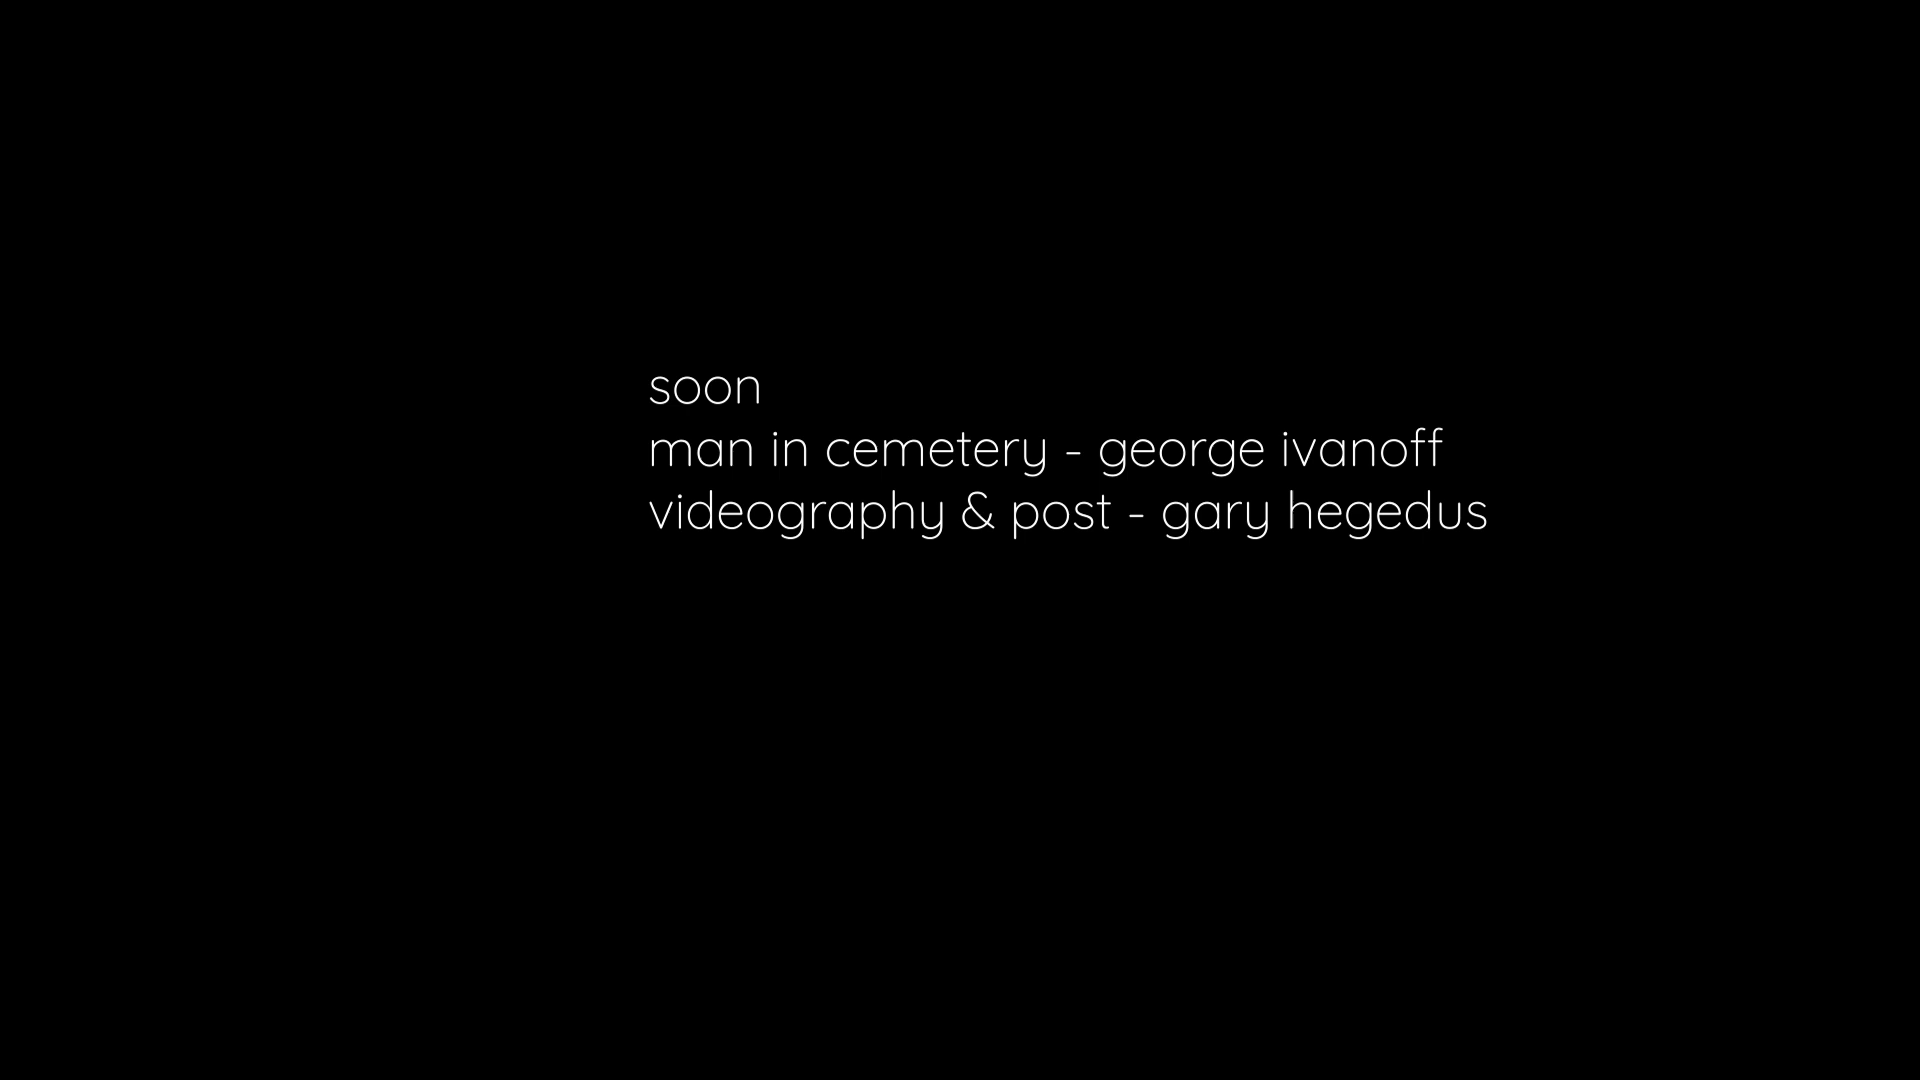 soon
man in cemetery - george ivanoff
videography & post - gary hegedus